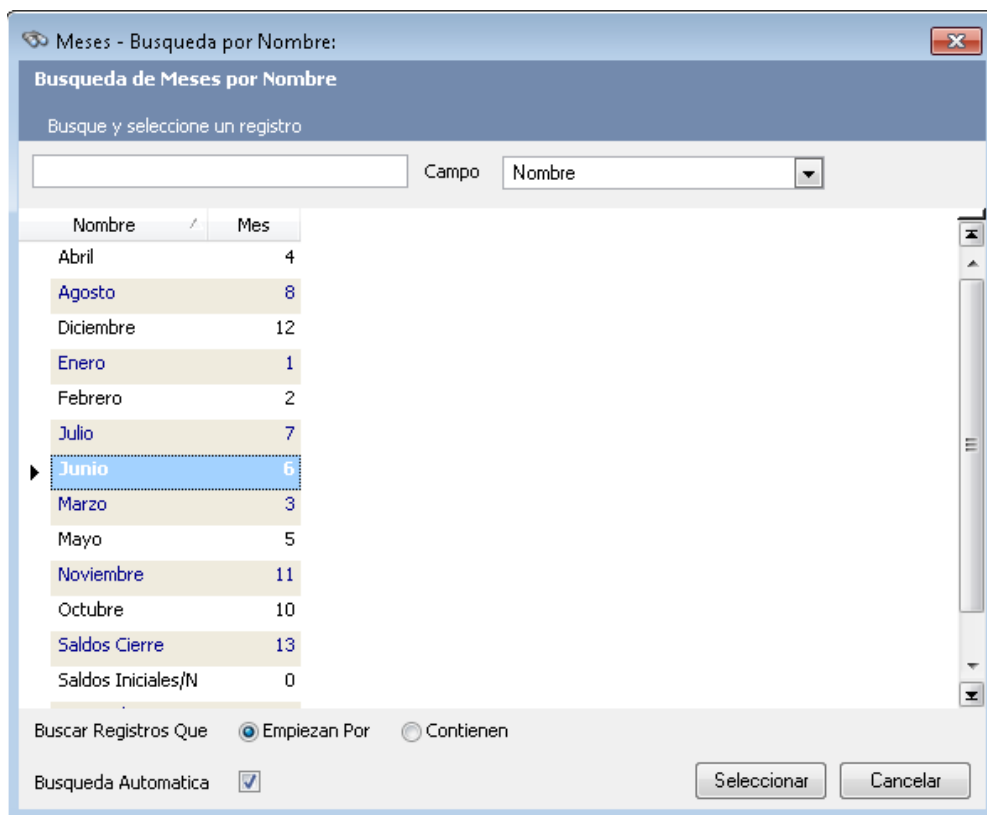 Meses - Busqueda por Nombre:
Busqueda de Meses por Nombre
Busque y seleccione un registro
Campo Nombre
Nombre Mes
Abril 4
Agosto 8
Diciembre 12
Enero 1
Febrero 2
Julio 7
Junio 6
Marzo 3
Mayo 5
Noviembre 11
Octubre 10
Saldos Cierre 13
Saldos Iniciales/N 0
Buscar Registros Que Empiezan Por Contienen
Busqueda Automatica Seleccionar Cancelar